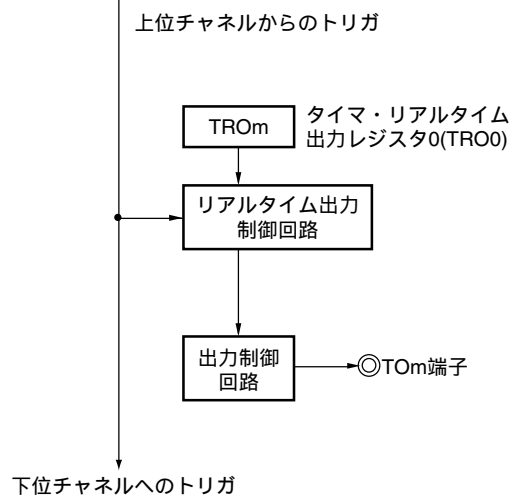 上位チャネルからのトリガ
TROm
タイマ・リアルタイム
出力レジスタ0(TRO0)
リアルタイム出力
制御回路
出力制御
回路
TOm端子
下位チャネルへのトリガ